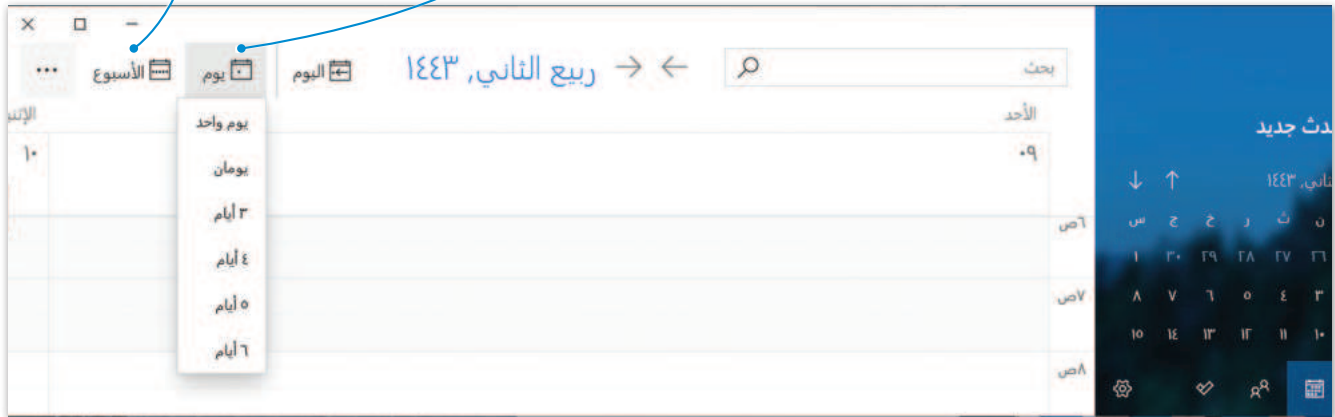 بحث
ربيع الثاني, ١٤٤٣
اليوم
يوم
الأسبوع
يوم واحد
يومان
٣ أيام
٤ أيام
٥ أيام
٦ أيام
الأحد
الإثنب
٠٩
١٠
٦ص
٧ص
٨ص
دث جديد
ثاني, ١٤٤٣
ن ث ر خ ج س
٢٦ ٢٧ ٢٨ ٢٩ ٣٠ ١
٣ ٤ ٥ ٦ ٧ ٨
١٠ ١١ ١٢ ١٣ ١٤ ١٥